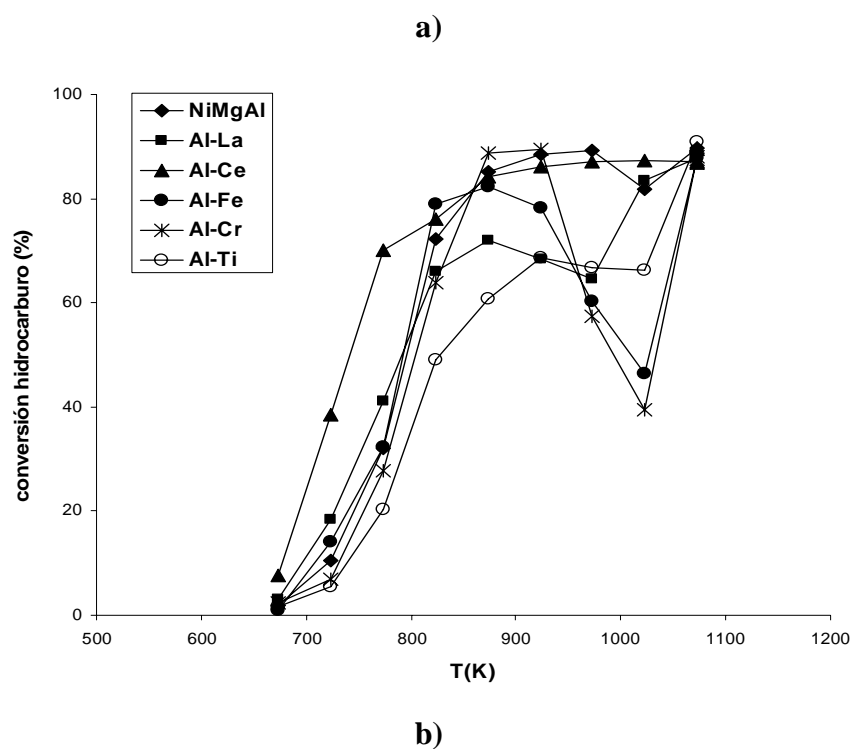 a)
100
80
60
40
20
0
conversión hidrocarburo (%)
NiMgAl
Al-La
Al-Ce
Al-Fe
Al-Cr
Al-Ti
500 600 700 800 900 1000 1100 1200
T(K)
b)